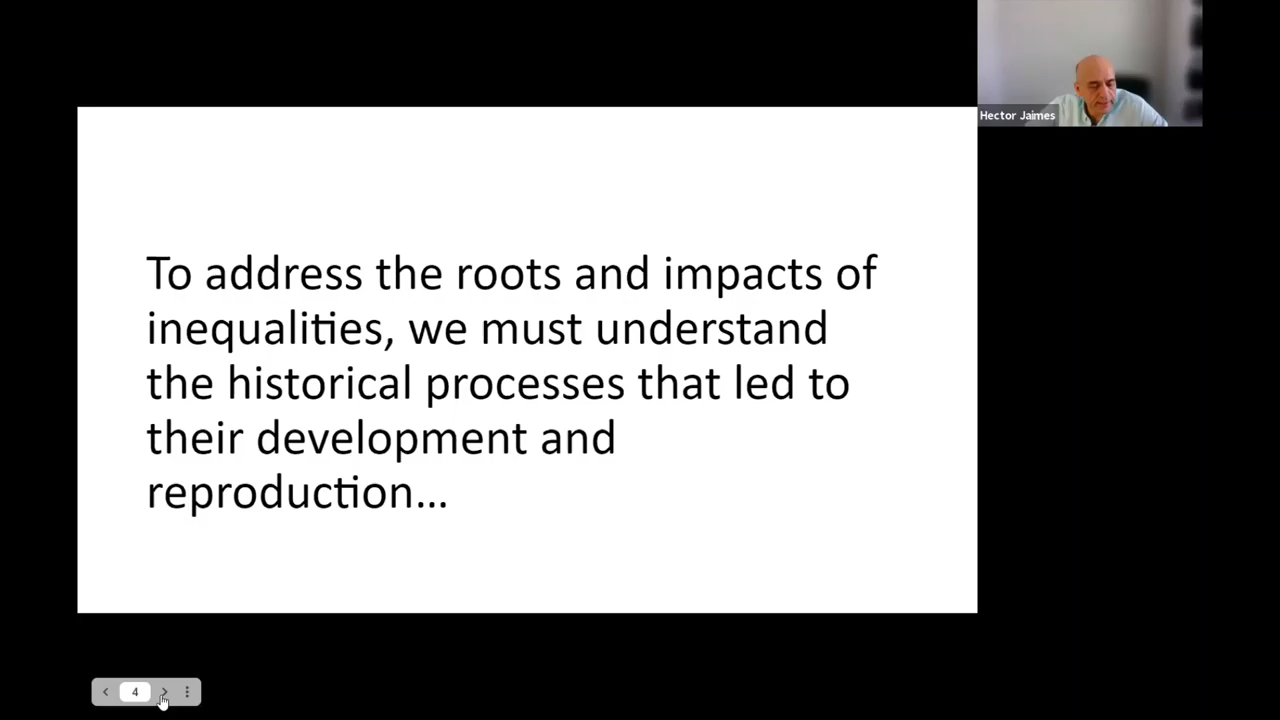 Hector Jaimes
To address the roots and impacts of
inequalities, we must understand
the historical processes that led to
their development and
reproduction...
4